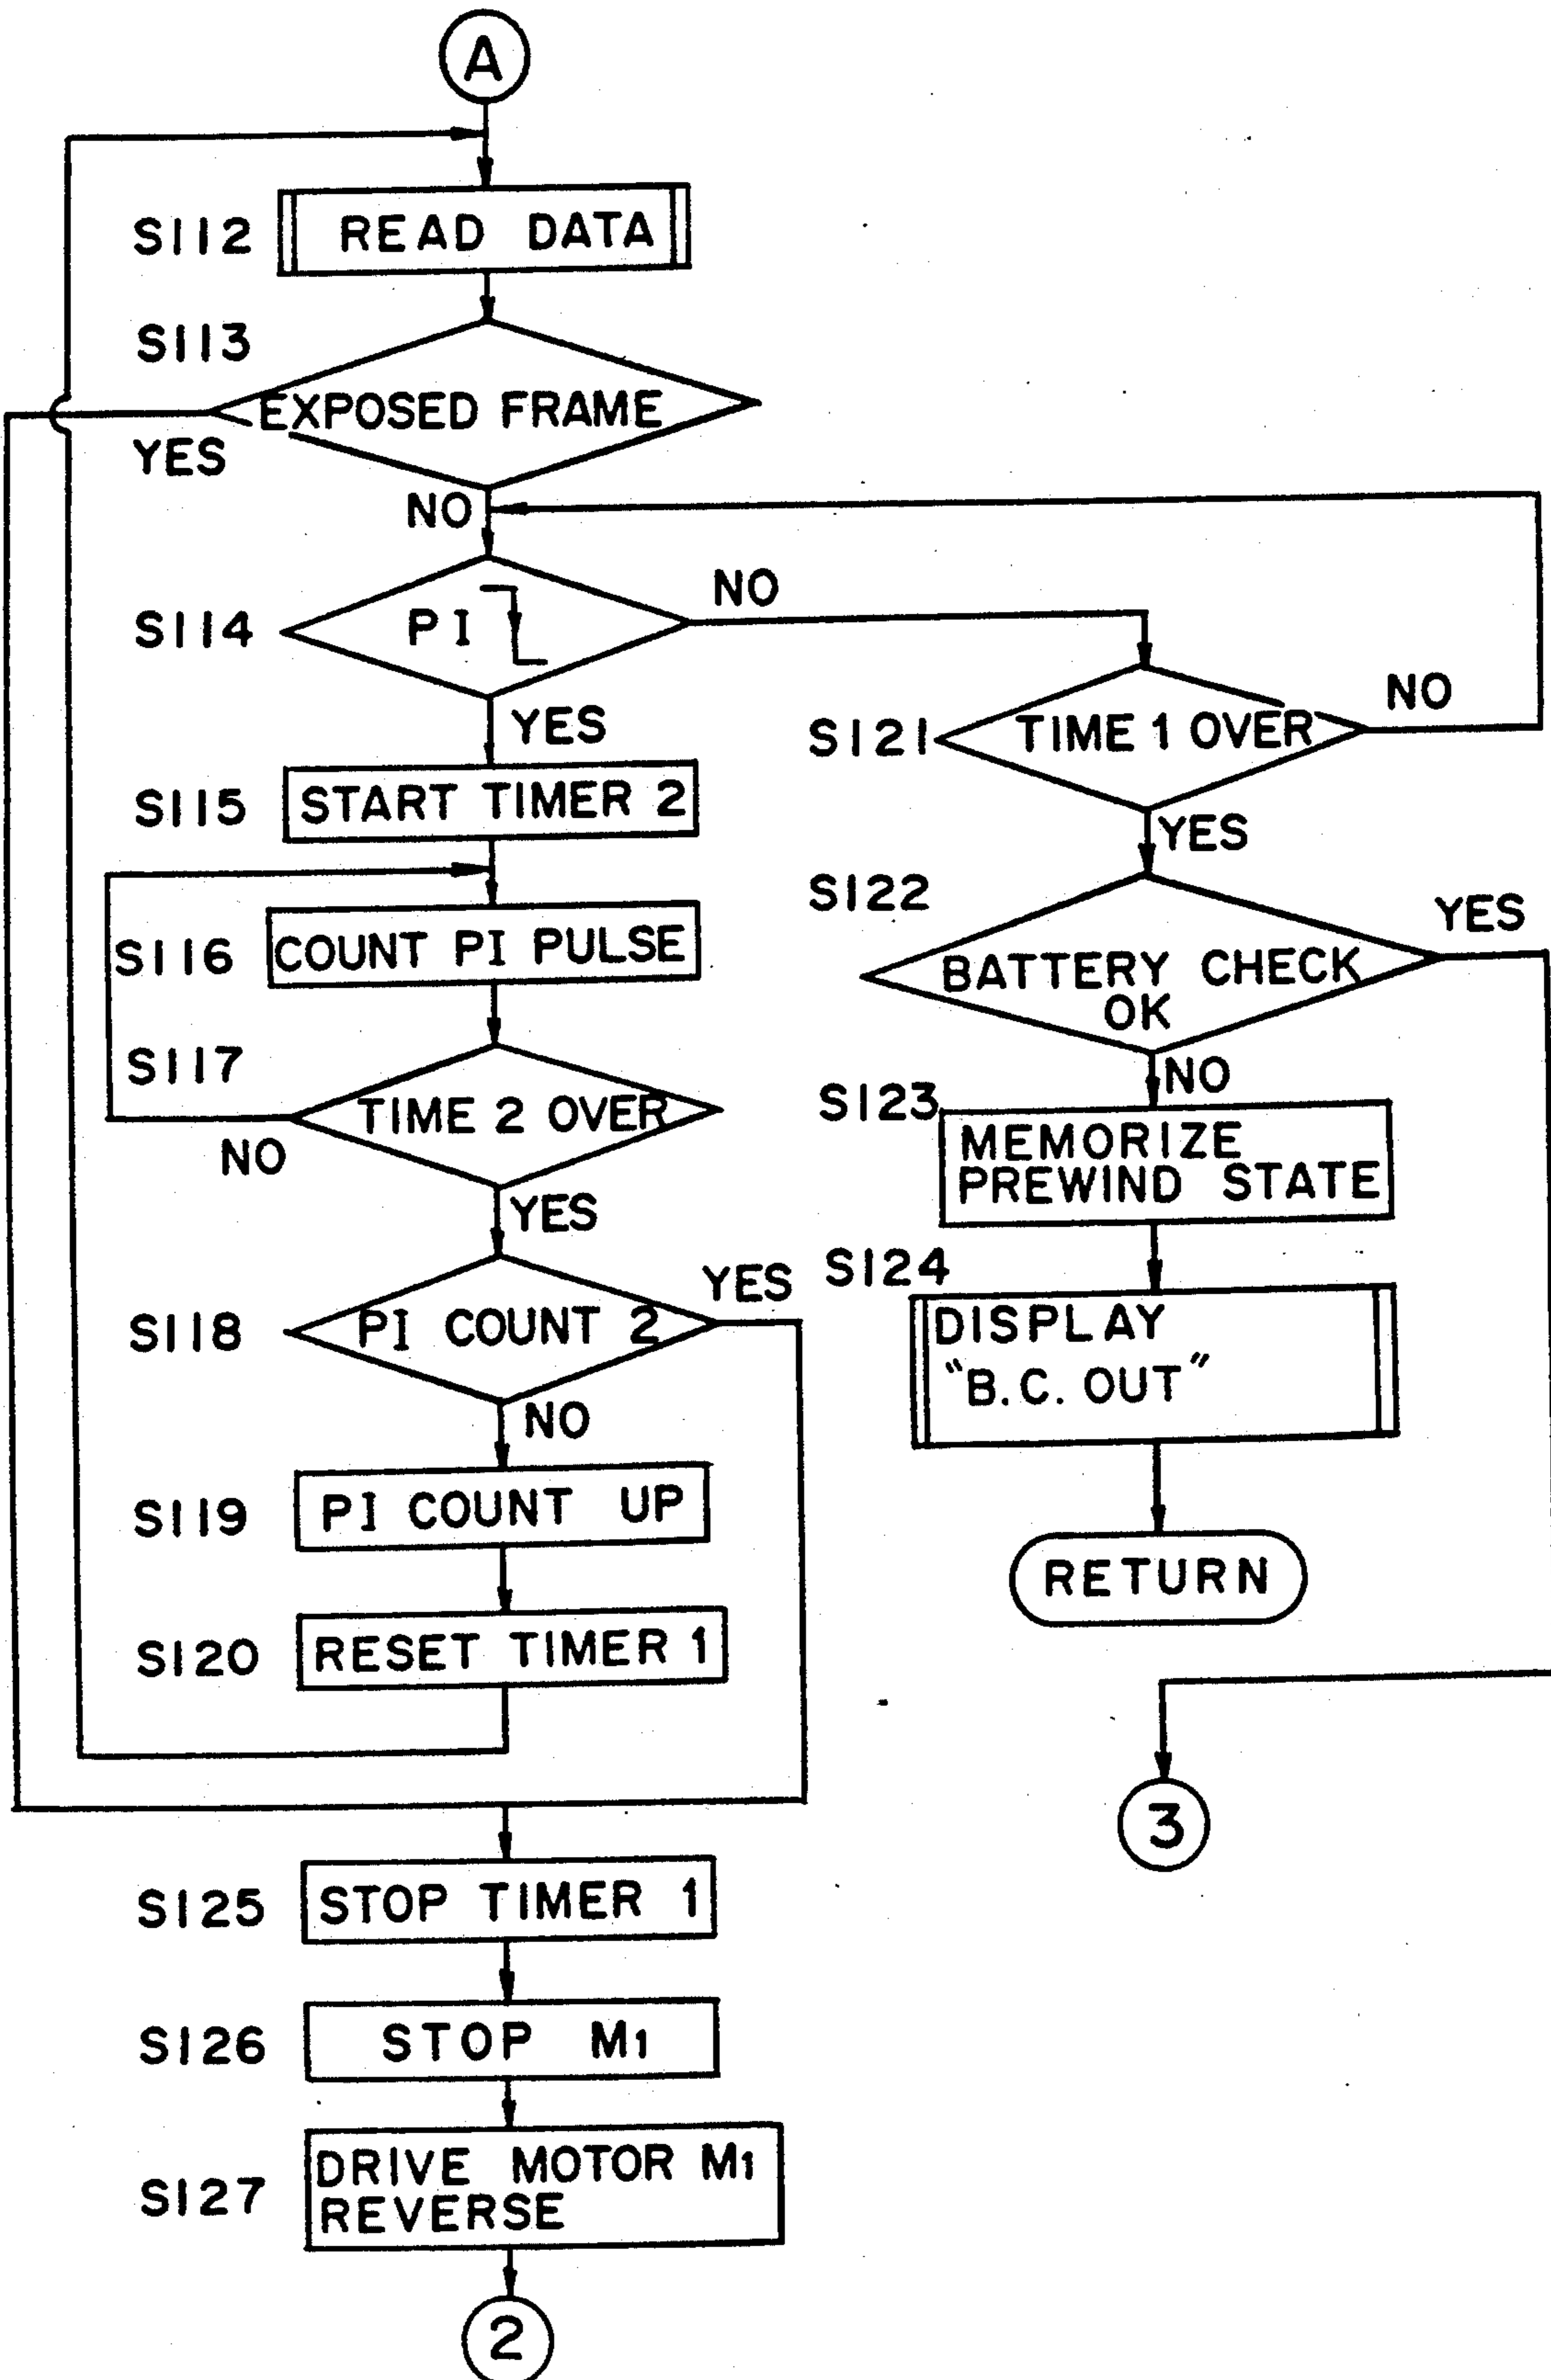 A
S112
READ DATA
S113
EXPOSED FRAME
YES
NO
S114
PI
NO
YES
S115
START TIMER 2
S116
COUNT PI PULSE
S117
TIME 2 OVER
NO
YES
S118
PI COUNT 2
YES
NO
S119
PI COUNT UP
S120
RESET TIMER 1
S121
TIME 1 OVER
NO
YES
S122
BATTERY CHECK
OK
YES
NO
S123
MEMORIZE
PREWIND STATE
S124
DISPLAY
"B.C. OUT"
RETURN
3
S125
STOP TIMER 1
S126
STOP M1
S127
DRIVE MOTOR M1
REVERSE
2